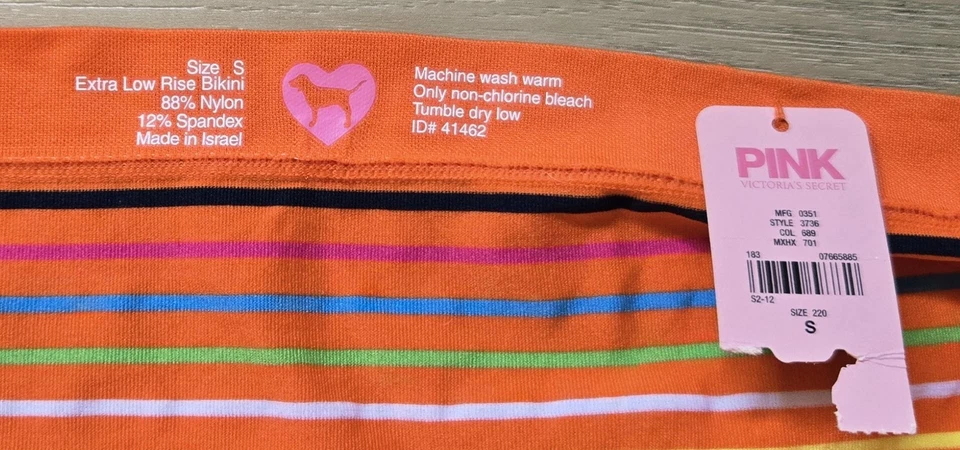 Size S
Extra Low Rise Bikini
88% Nylon
12% Spandex
Made in Israel
Machine wash warm
Only non-chlorine bleach
Tumble dry low
ID# 41462
PINK
VICTORIA'S SECRET
MFG 0351
STYLE 3736
COL 689
MXHX 701
183 07665885
S2-12
SIZE 220
S